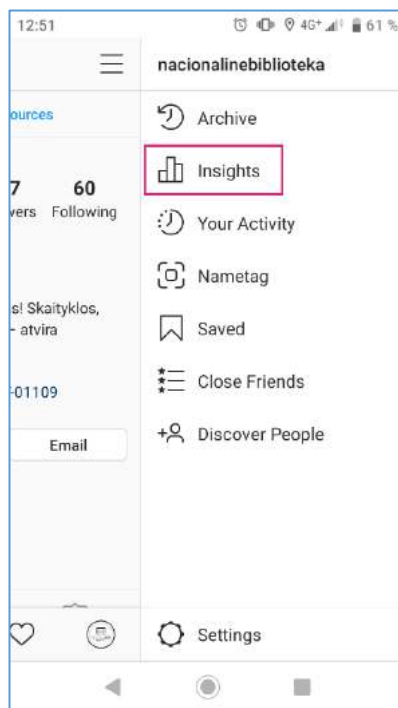 12:51 4G+ 61 %
nacionalinebiblioteka
ources
Archive
Insights
7 60
vers Following
Your Activity
Nametag
s! Skaityklos,
- atvira
Saved
-01109
Close Friends
Email
Discover People
Settings